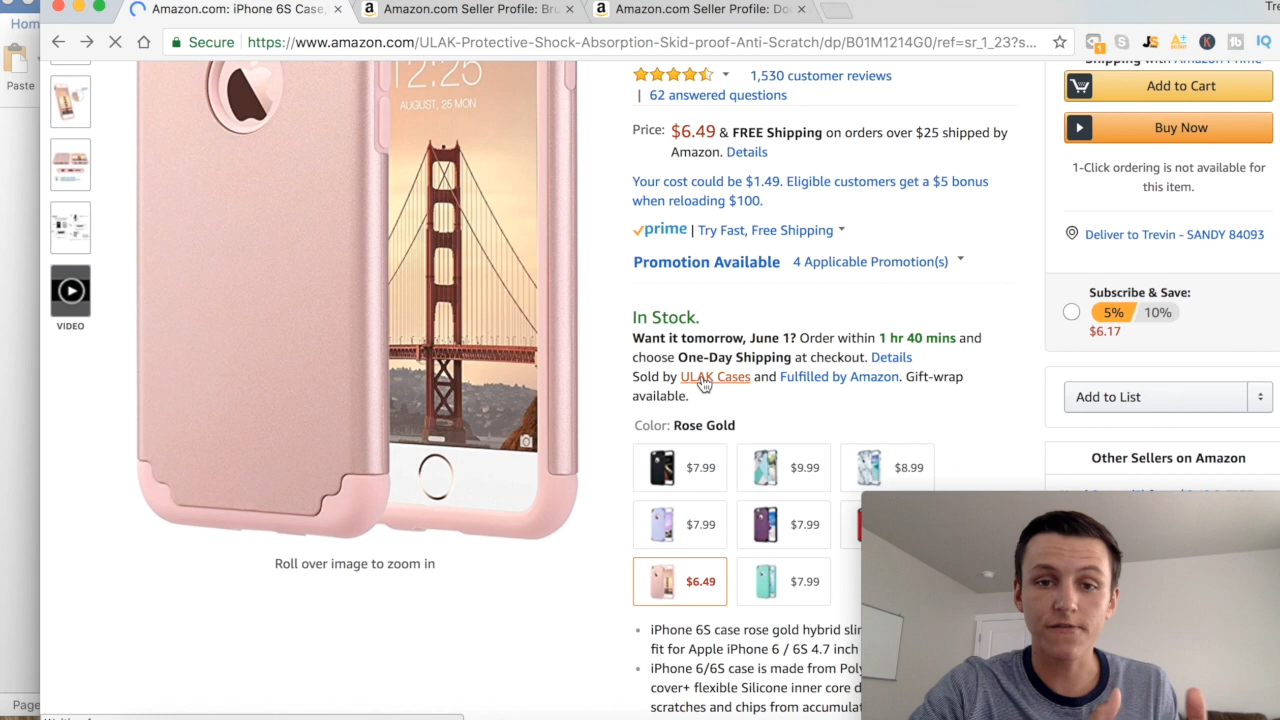 Amazon.com: iPhone 6S Case,
Amazon.com Seller Profile: Bru
Amazon.com Seller Profile: Do
Tre
Hom
Secure
https://www.amazon.com/ULAK-Protective-Shock-Absorption-Skid-proof-Anti-Scratch/dp/B01M1214G0/ref=sr_1_23?s...
Paste
12:25
AUGUST, 25 MON
VIDEO
Roll over image to zoom in
1,530 customer reviews
| 62 answered questions
Price: $6.49 & FREE Shipping on orders over $25 shipped by
Amazon. Details
Your cost could be $1.49. Eligible customers get a $5 bonus
when reloading $100.
prime | Try Fast, Free Shipping
Promotion Available 4 Applicable Promotion(s)
In Stock.
Want it tomorrow, June 1? Order within 1 hr 40 mins and
choose One-Day Shipping at checkout. Details
Sold by ULAK Cases and Fulfilled by Amazon. Gift-wrap
available.
Color: Rose Gold
$7.99 $9.99 $8.99
$7.99 $7.99
$6.49 $7.99
iPhone 6S case rose gold hybrid
fit for Apple iPhone 6 / 6S 4.7 inch
iPhone 6/6S case is made from
cover+ flexible Silicone inner core
scratches and chips from
Shipping with Amazon Prime
Add to Cart
Buy Now
1-Click ordering is not available for
this item.
Deliver to Trevin - SANDY 84093
Subscribe & Save:
5% 10%
$6.17
Add to List
Other Sellers on Amazon
Page